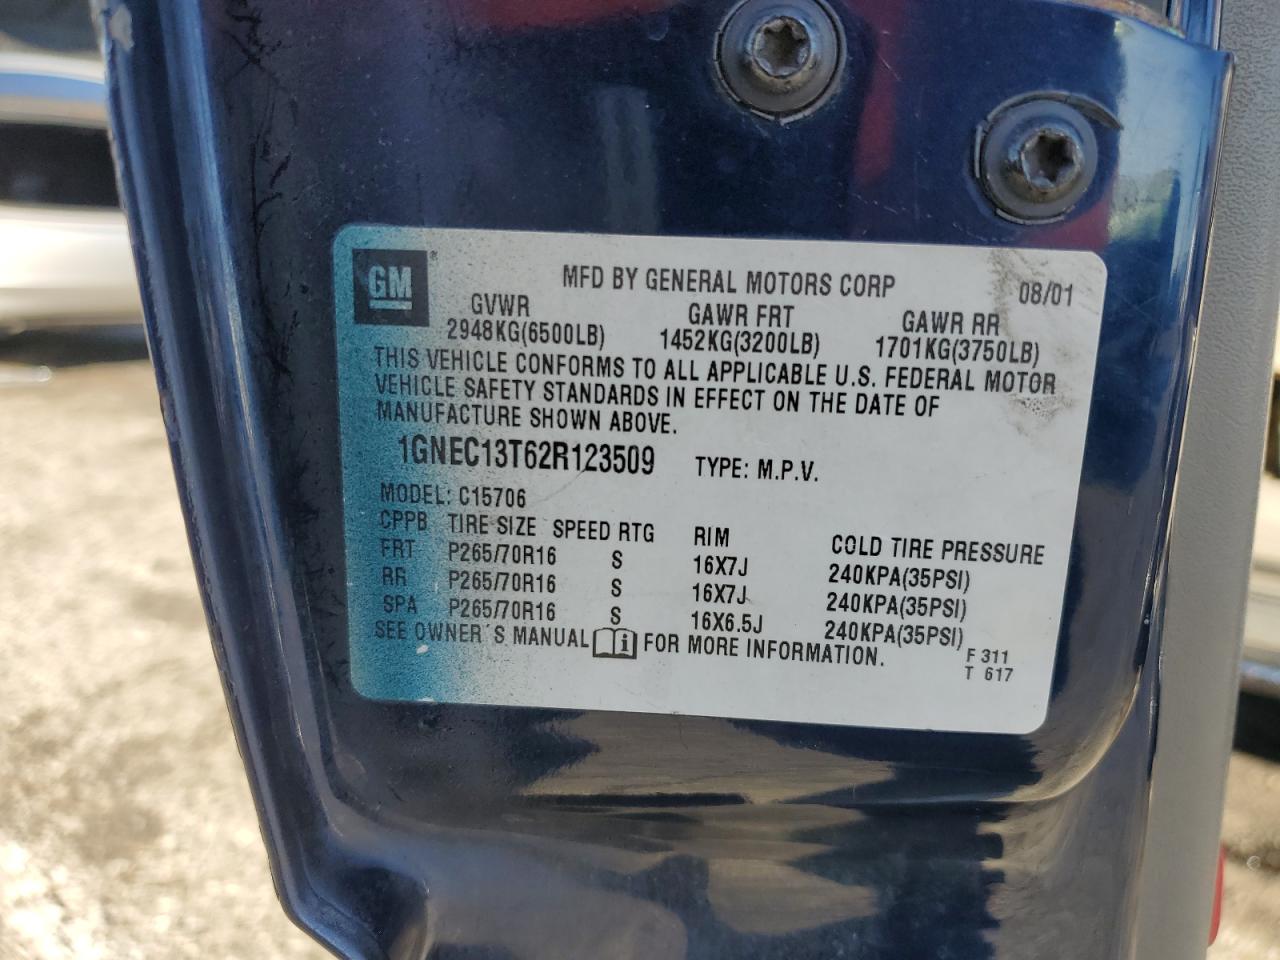 GM
MFD BY GENERAL MOTORS CORP 08/01
GVWR GAWR FRT GAWR RR
2948KG(6500LB) 1452KG(3200LB) 1701KG(3750LB)
THIS VEHICLE CONFORMS TO ALL APPLICABLE U.S. FEDERAL MOTOR
VEHICLE SAFETY STANDARDS IN EFFECT ON THE DATE OF
MANUFACTURE SHOWN ABOVE.
1GNEC13T62R123509 TYPE: M.P.V.
MODEL: C15706
CPPB TIRE SIZE SPEED RTG RIM COLD TIRE PRESSURE
FRT P265/70R16 S 16X7J 240KPA(35PSI)
RR P265/70R16 S 16X7J 240KPA(35PSI)
SPA P265/70R16 S 16X6.5J 240KPA(35PSI)
SEE OWNER'S MANUAL FOR MORE INFORMATION.
F 311
T 617